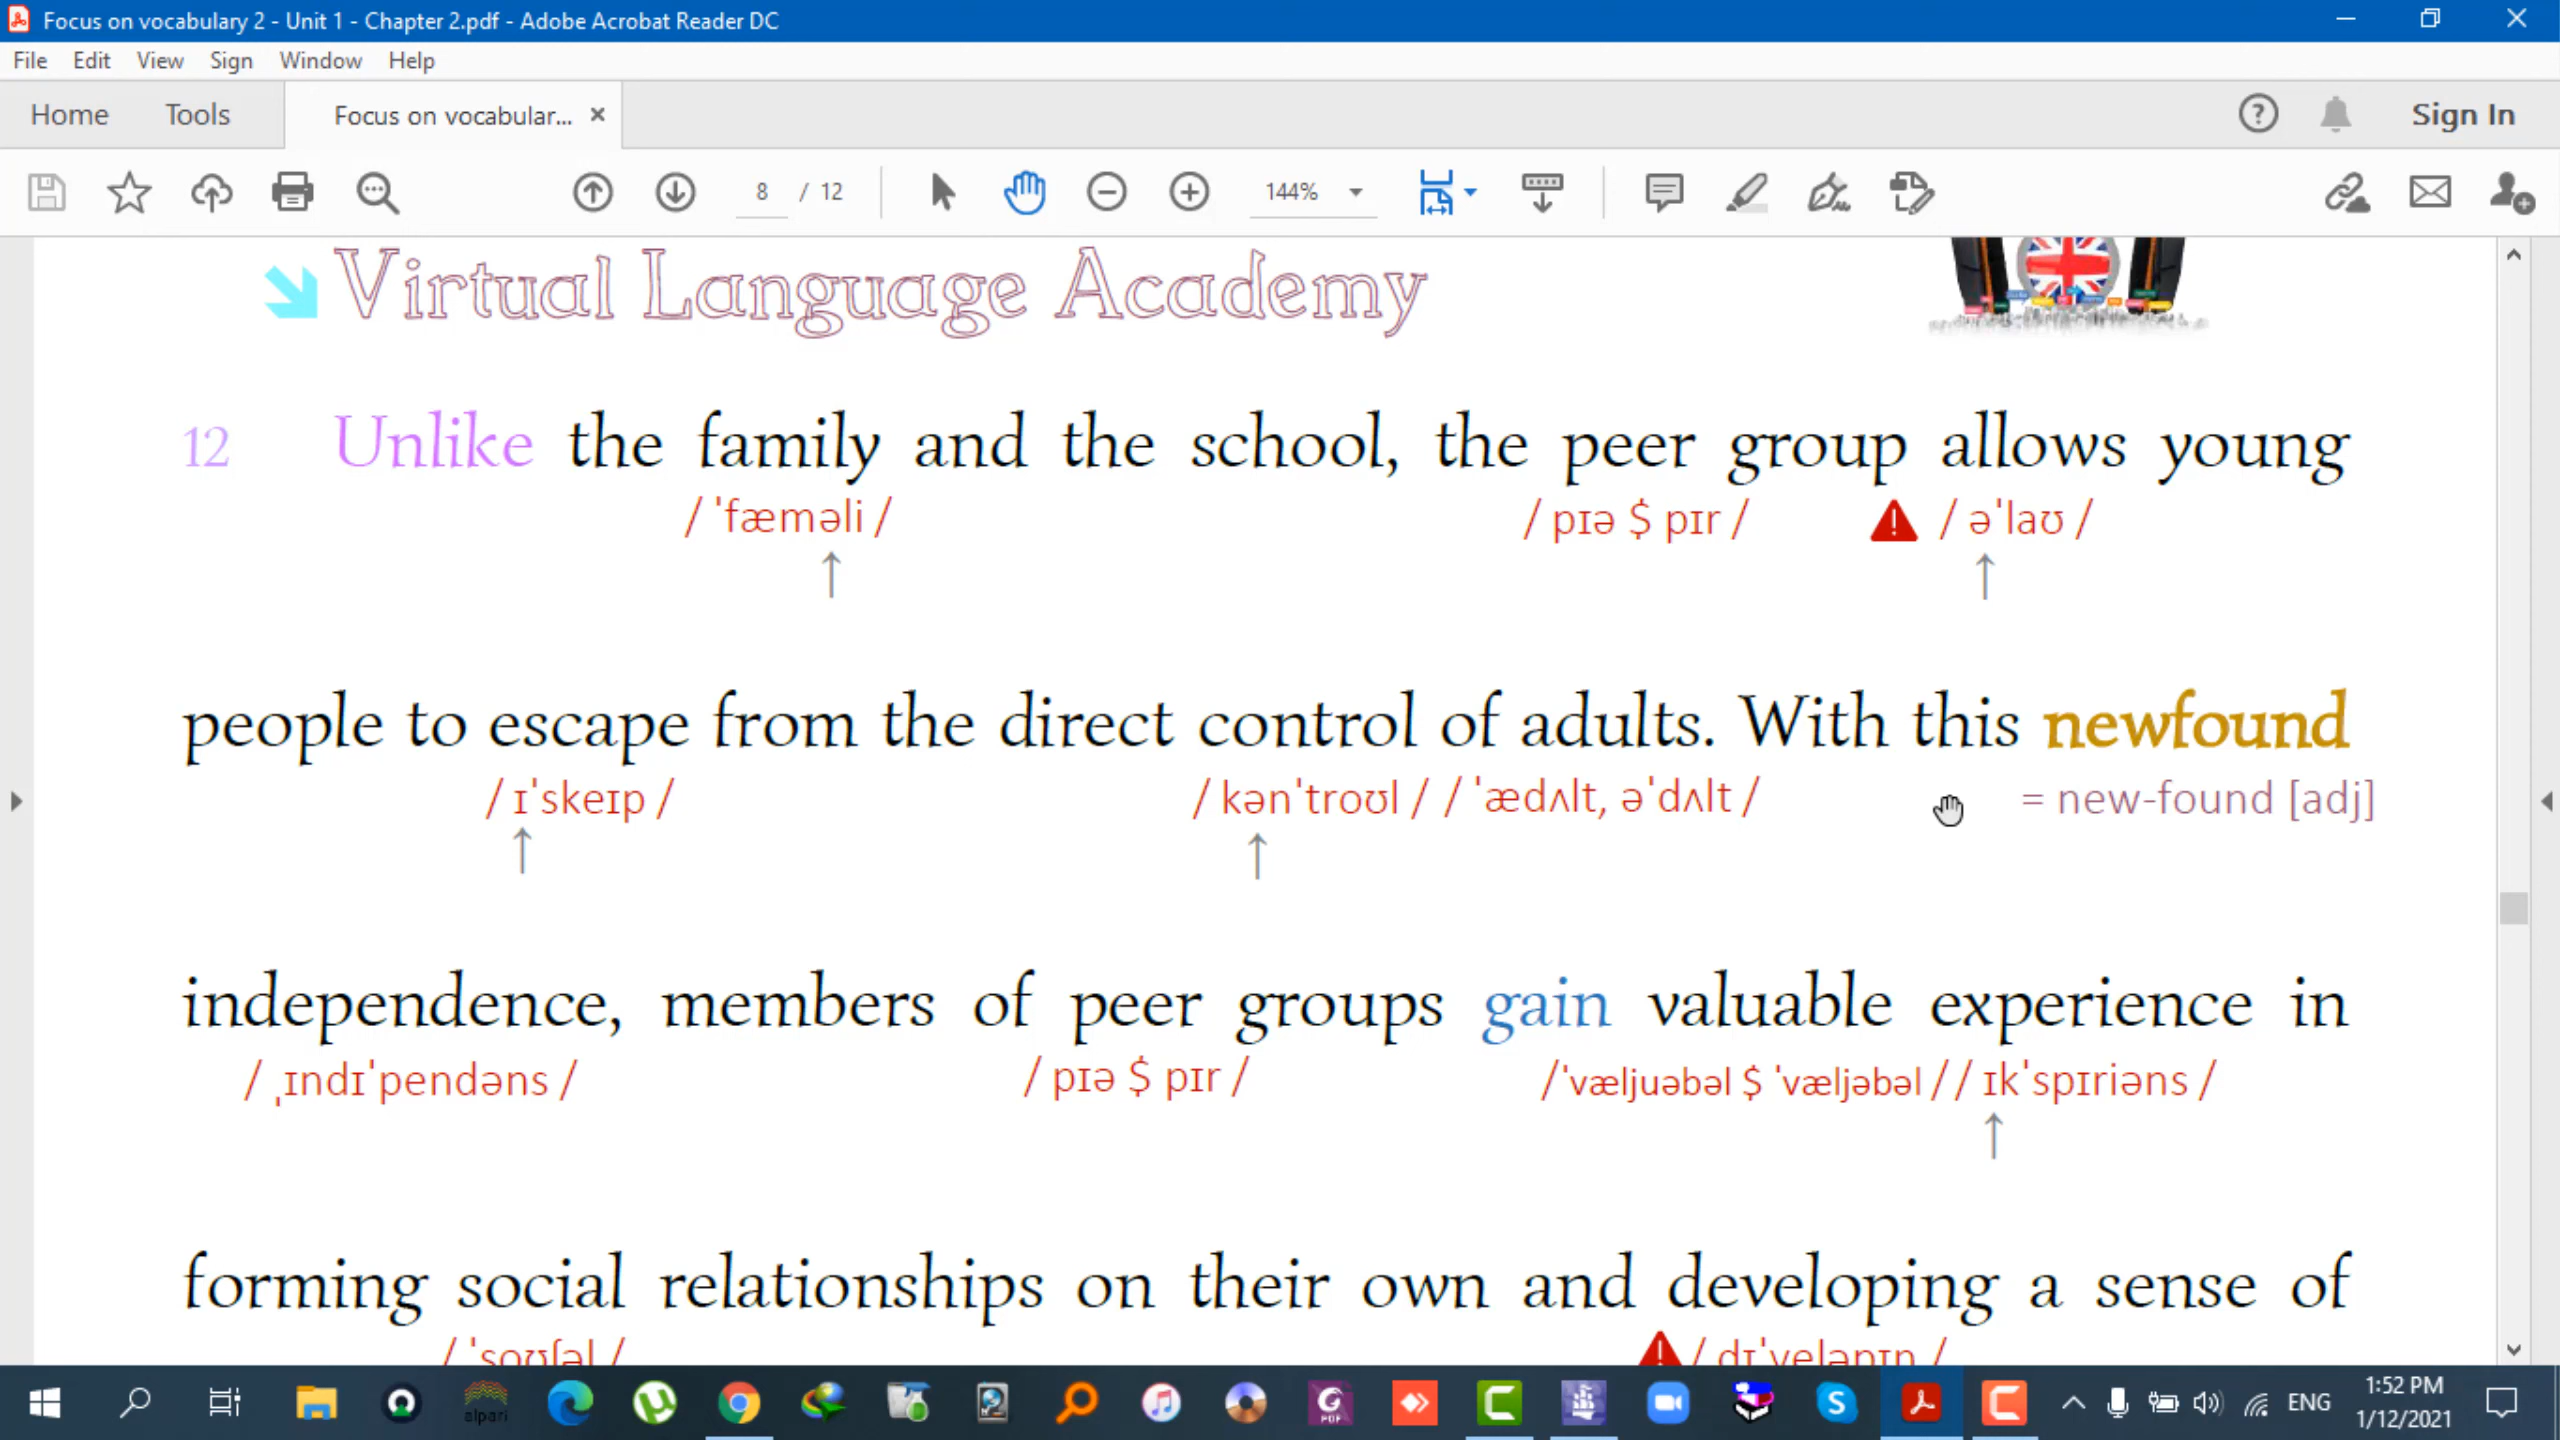 Focus on vocabulary 2 - Unit 1 - Chapter 2.pdf - Adobe Acrobat Reader DC
File Edit View Sign Window Help
Home Tools Focus on vocabular... Sign In
8 / 12 144%
Virtual Language Academy
12 Unlike the family and the school, the peer group allows young
/ ˈfæməli / / pɪə $ pɪr / / əˈlaʊ /
↑ ↑
people to escape from the direct control of adults. With this newfound
/ ɪˈskeɪp / / kənˈtroʊl / / ˈædʌlt, əˈdʌlt / = new-found [adj]
↑ ↑
independence, members of peer groups gain valuable experience in
/ ˌɪndɪˈpendəns / / pɪə $ pɪr / /ˈvæljuəbəl $ ˈvæljəbəl / / ɪkˈspɪriəns /
↑
forming social relationships on their own and developing a sense of
/ ˈsoʊʃəl / / dɪˈveləpɪŋ /
alpari PDF ENG 1:52 PM
1/12/2021